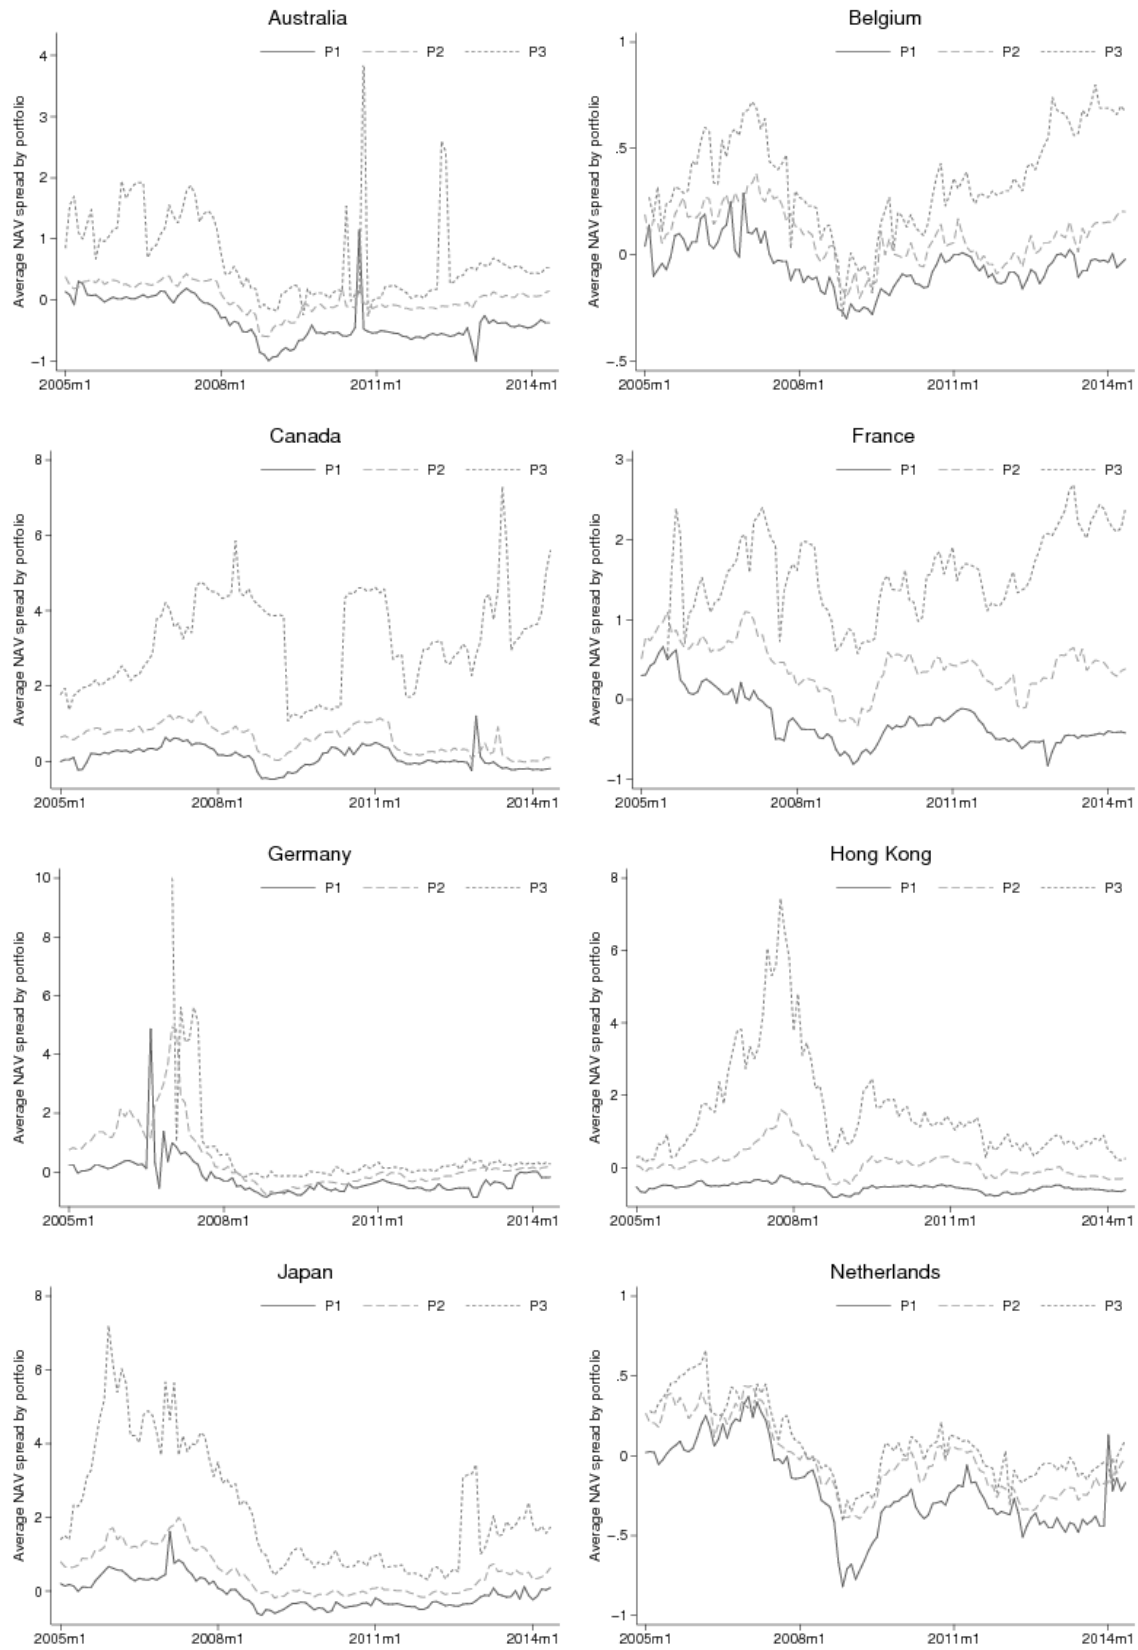 Australia
P1 P2 P3
Average NAV spread by portfolio
4
3
2
1
0
−1
2005m1 2008m1 2011m1 2014m1
Belgium
P1 P2 P3
Average NAV spread by portfolio
1
.5
0
−.5
2005m1 2008m1 2011m1 2014m1
Canada
P1 P2 P3
Average NAV spread by portfolio
8
6
4
2
0
2005m1 2008m1 2011m1 2014m1
France
P1 P2 P3
Average NAV spread by portfolio
3
2
1
0
−1
2005m1 2008m1 2011m1 2014m1
Germany
P1 P2 P3
Average NAV spread by portfolio
10
8
6
4
2
0
2005m1 2008m1 2011m1 2014m1
Hong Kong
P1 P2 P3
Average NAV spread by portfolio
8
6
4
2
0
2005m1 2008m1 2011m1 2014m1
Japan
P1 P2 P3
Average NAV spread by portfolio
8
6
4
2
0
2005m1 2008m1 2011m1 2014m1
Netherlands
P1 P2 P3
Average NAV spread by portfolio
1
.5
0
−.5
−1
2005m1 2008m1 2011m1 2014m1